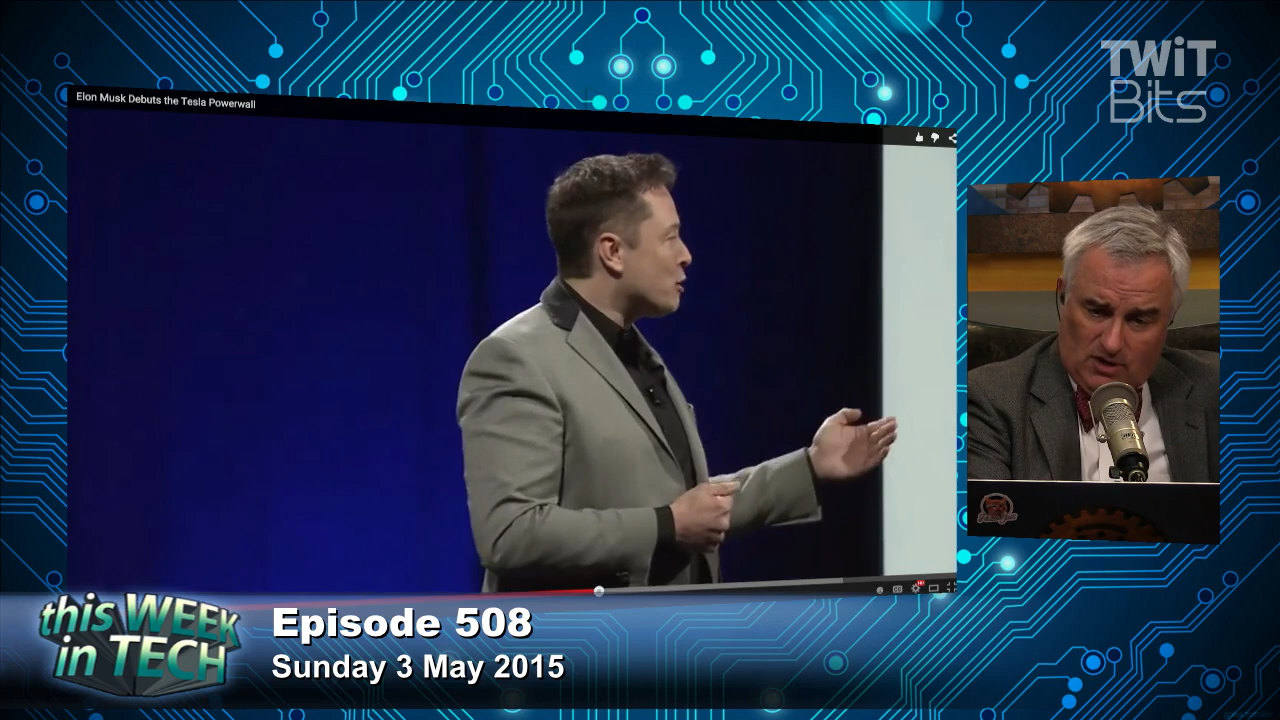 Elon Musk Debuts the Tesla Powerwall
TWiT
Bits
this WEEK
in TECH
Episode 508
Sunday 3 May 2015